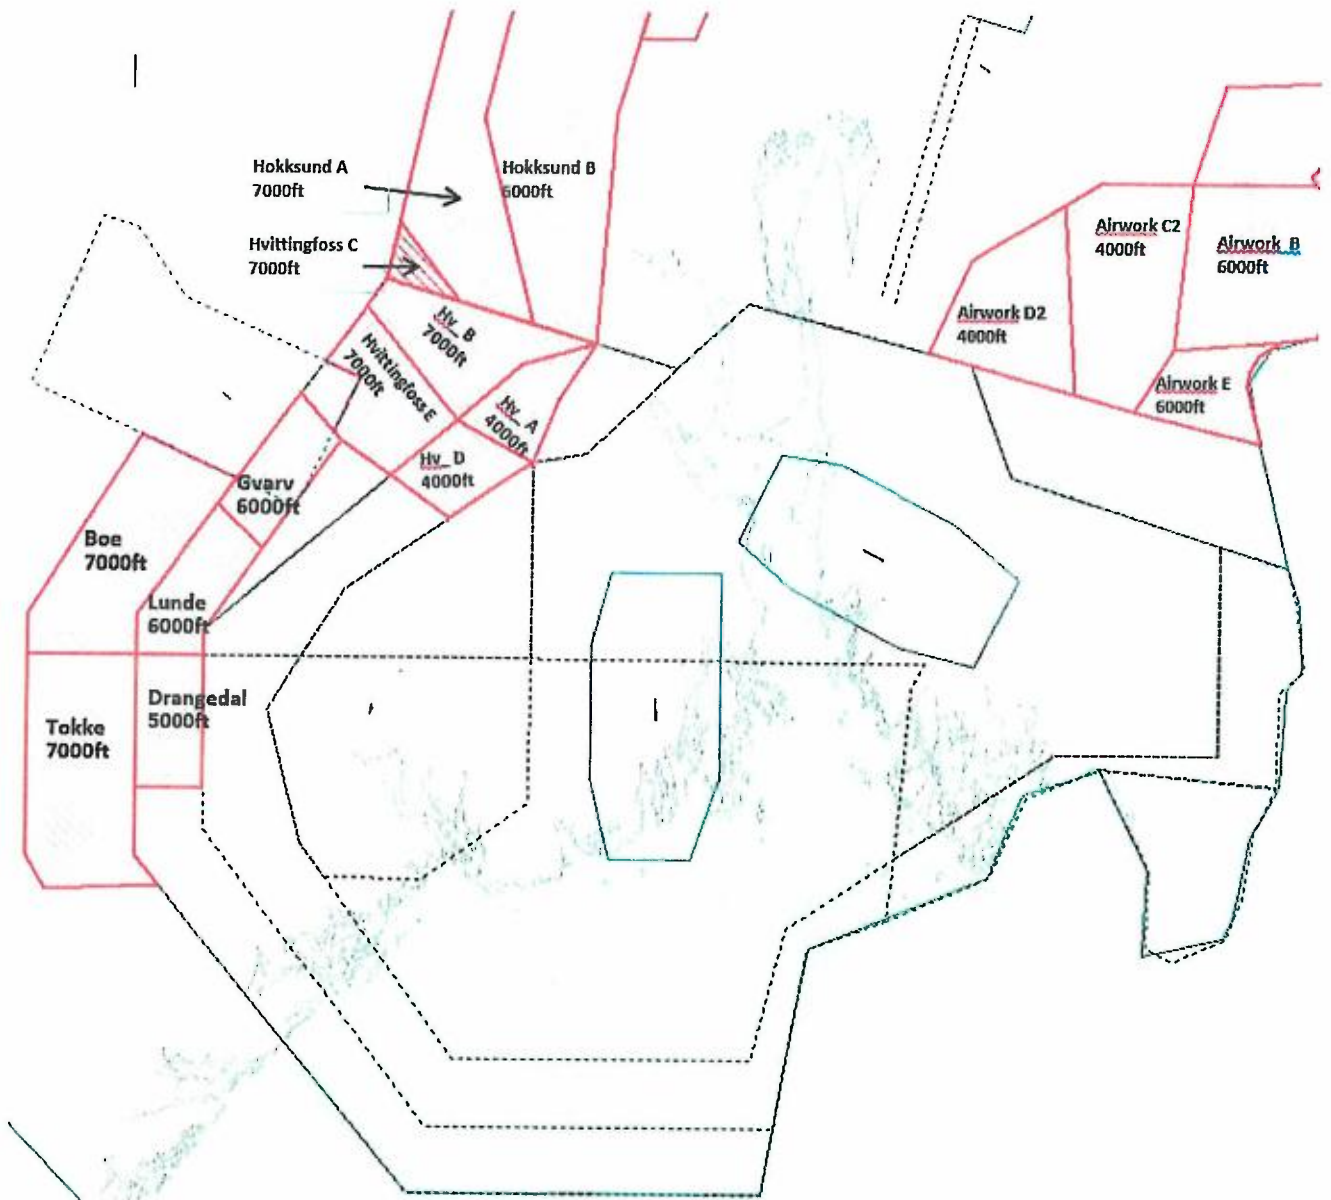 Hokksund A
7000ft
Hokksund B
6000ft
Hvittingfoss C
7000ft
Hv_B
7000ft
Hvittingfoss E
7000ft
Hv_A
4000ft
Hv_D
4000ft
Airwork C2
4000ft
Airwork B
6000ft
Airwork D2
4000ft
Airwork E
6000ft
Gvarv
6000ft
Boe
7000ft
Lunde
6000ft
Drangedal
5000ft
Tokke
7000ft